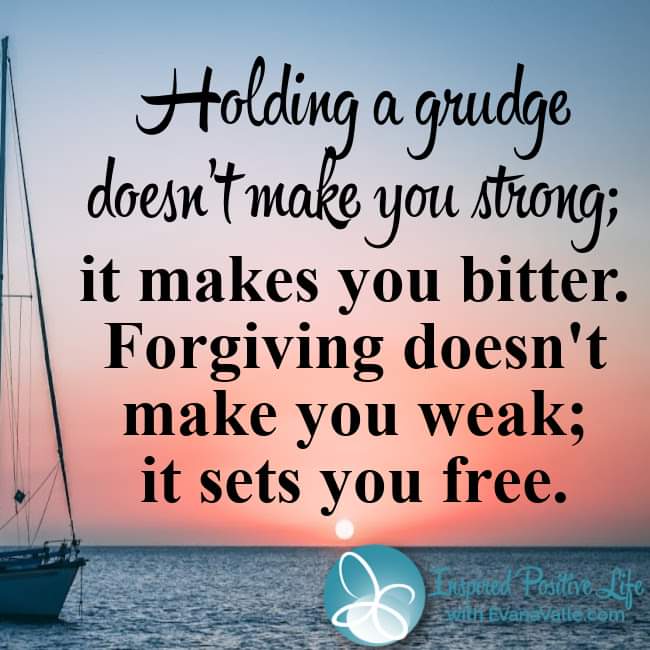 Holding a grudge
doesn't make you strong;
it makes you bitter.
Forgiving doesn't
make you weak;
it sets you free.
Inspired Positive Life
with EvanaValle.com